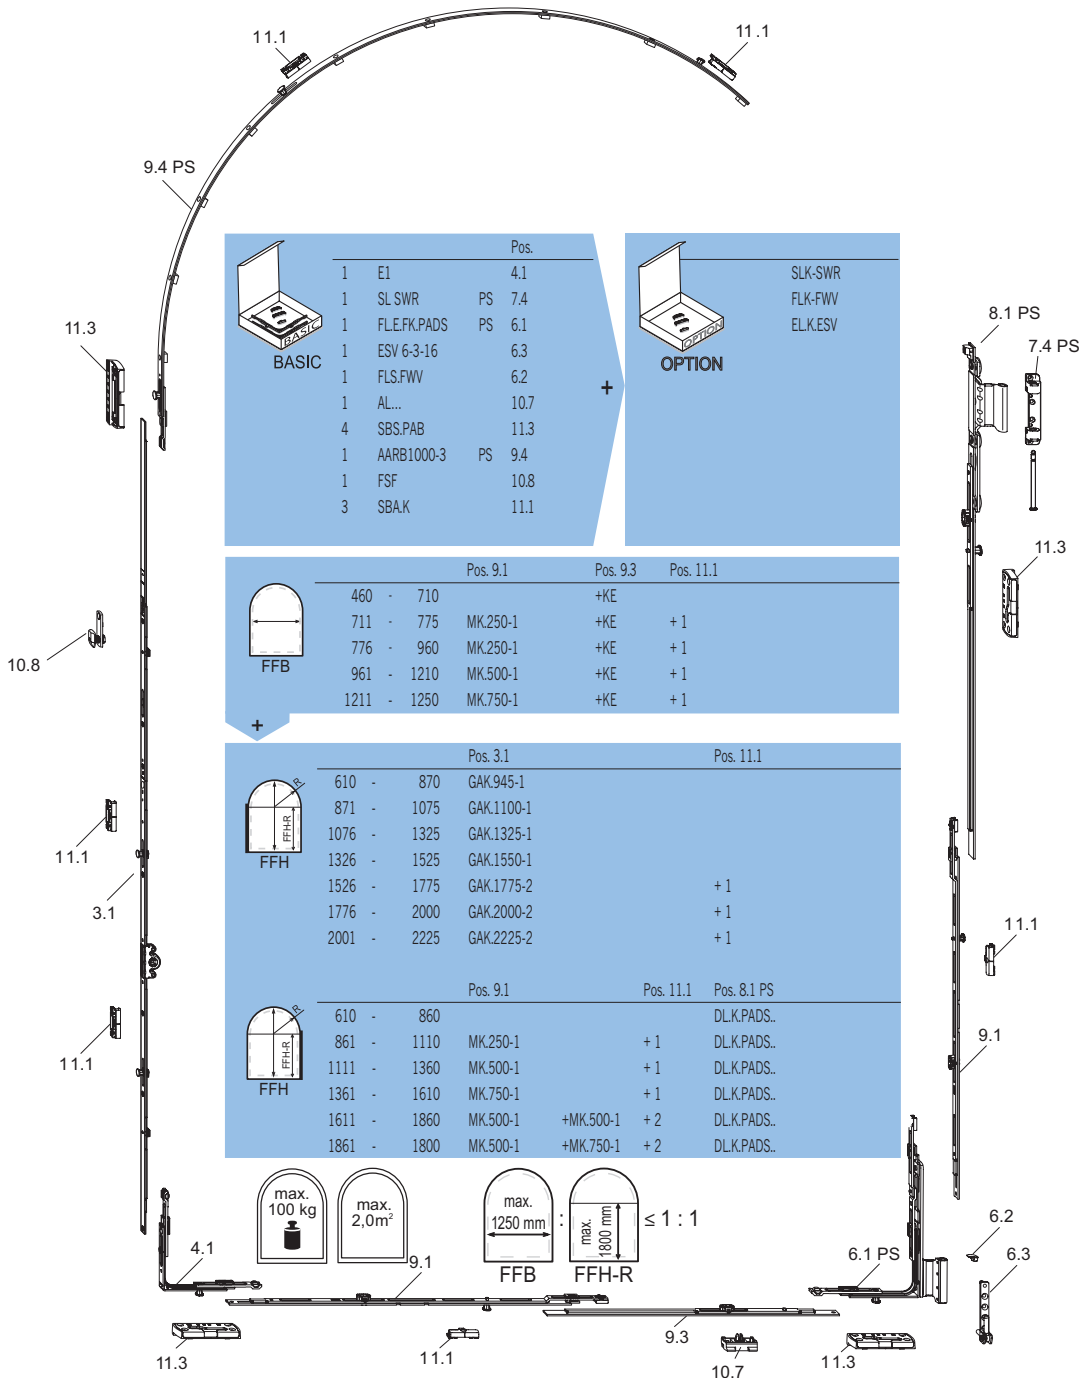 11.1
11.1
9.4 PS
11.3
BASIC
BASIC
Pos.
1 E1 4.1
1 SL SWR PS 7.4
1 FL.E.FK.PADS PS 6.1
1 ESV 6-3-16 6.3
1 FLS.FWV 6.2
1 AL... 10.7
4 SBS.PAB 11.3
1 AARB1000-3 PS 9.4
1 FSF 10.8
3 SBA.K 11.1
+
OPTION
OPTION
SLK-SWR
FLK-FWV
EL.K.ESV
8.1 PS
7.4 PS
11.3
10.8
FFB
Pos. 9.1 Pos. 9.3 Pos. 11.1
460 - 710 +KE
711 - 775 MK.250-1 +KE + 1
776 - 960 MK.250-1 +KE + 1
961 - 1210 MK.500-1 +KE + 1
1211 - 1250 MK.750-1 +KE + 1
+
R
FFH-R
FFH
Pos. 3.1 Pos. 11.1
610 - 870 GAK.945-1
871 - 1075 GAK.1100-1
1076 - 1325 GAK.1325-1
1326 - 1525 GAK.1550-1
1526 - 1775 GAK.1775-2 + 1
1776 - 2000 GAK.2000-2 + 1
2001 - 2225 GAK.2225-2 + 1
11.1
3.1
11.1
11.1
R
FFH-R
FFH
Pos. 9.1 Pos. 11.1 Pos. 8.1 PS
610 - 860 DL.K.PADS..
861 - 1110 MK.250-1 + 1 DL.K.PADS..
1111 - 1360 MK.500-1 + 1 DL.K.PADS..
1361 - 1610 MK.750-1 + 1 DL.K.PADS..
1611 - 1860 MK.500-1 +MK.500-1 + 2 DL.K.PADS..
1861 - 1800 MK.500-1 +MK.750-1 + 2 DL.K.PADS..
9.1
max.
100 kg
max.
2,0m²
max.
1250 mm
FFB
:
max.
1800 mm
FFH-R
≤ 1 : 1
4.1
9.1
6.1 PS
6.2
6.3
11.3
11.1
9.3
10.7
11.3